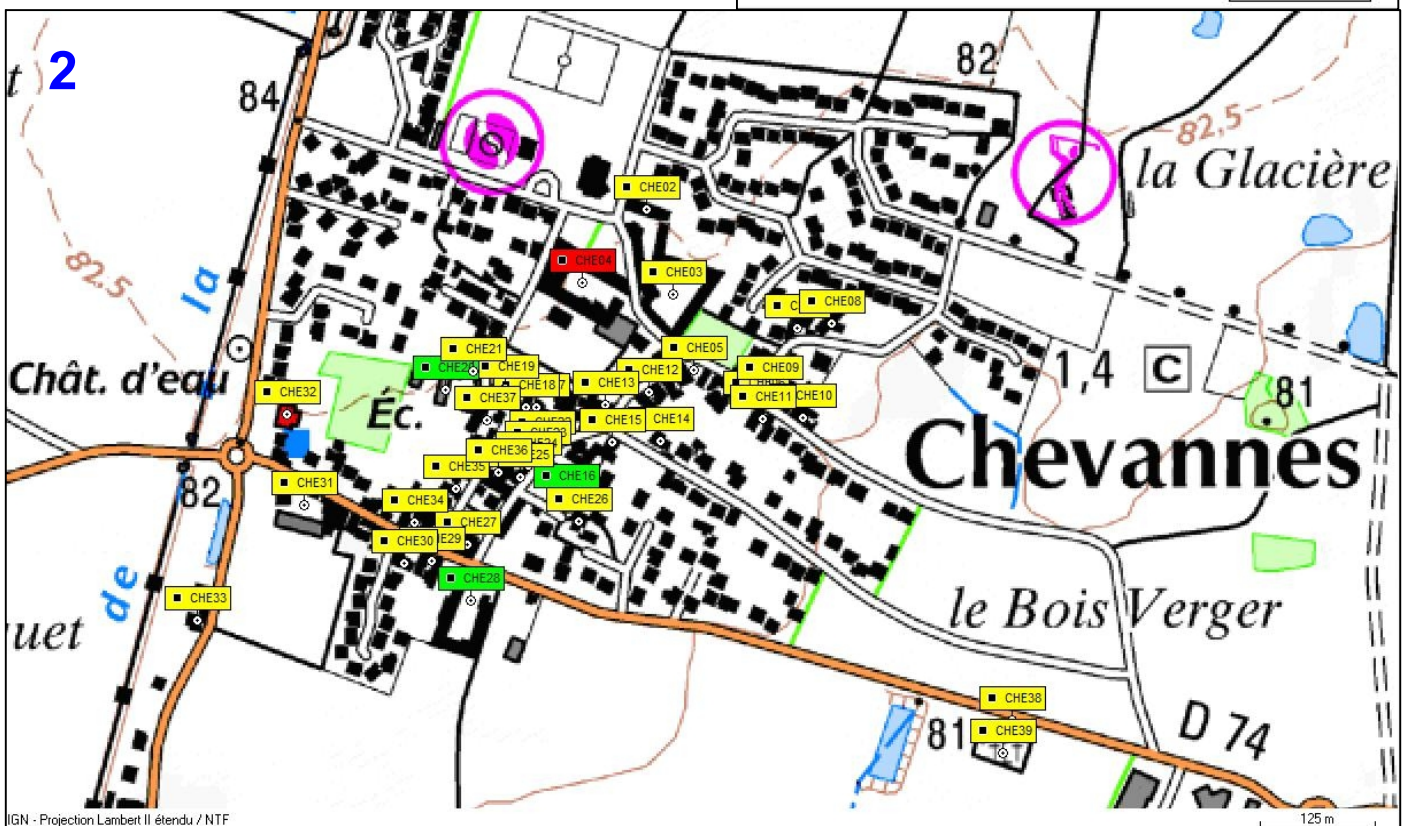 2
84
82
82,5
la Glacière
82.5
la
CHE02
CHE04
CHE03
CHE08
CHE21
CHE05
CHE19
CHE12
CHE09
Chât. d'eau
CHE32
CHE18
CHE13
CHE37
CHE11
CHE10
1,4
C
81
Éc.
CHE15
CHE14
Chevannes
CHE36
CHE35
CHE16
82
CHE31
CHE34
CHE26
CHE27
CHE30
CHE28
de
CHE33
le Bois Verger
uet
CHE38
81
CHE39
D 74
IGN - Projection Lambert II étendu / NTF
125 m